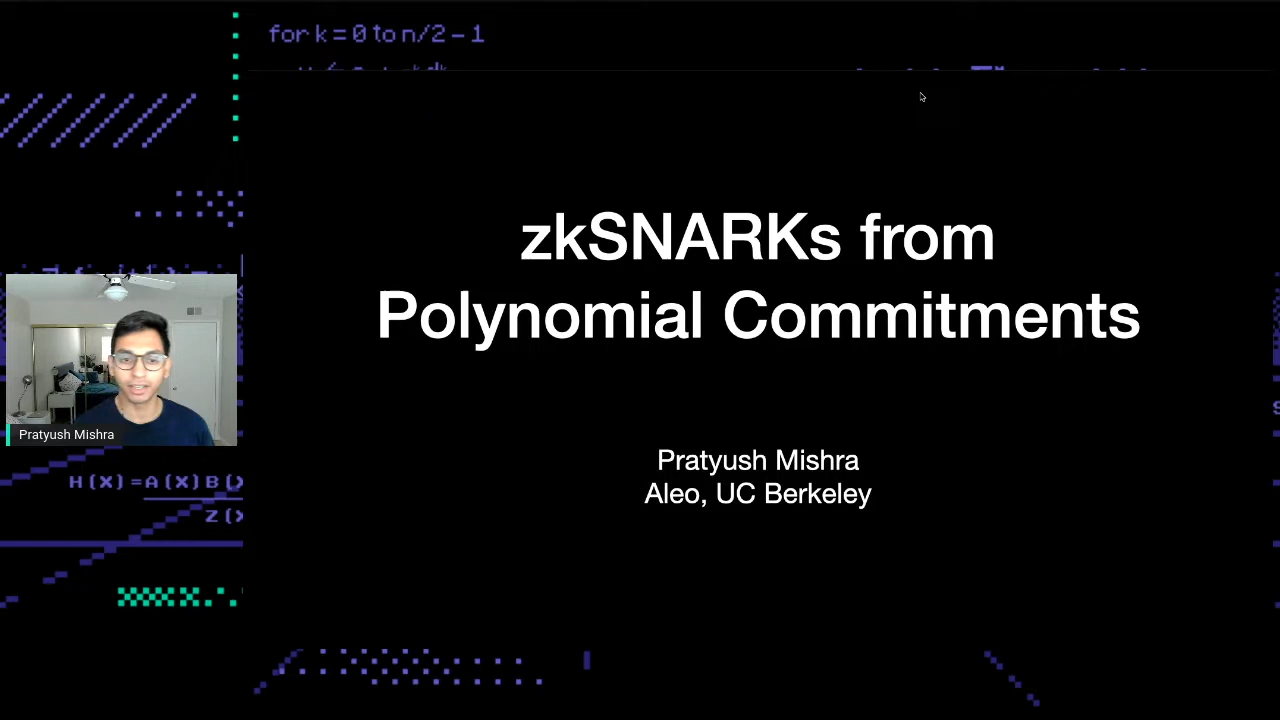 for k = 0 to n/2 - 1
zkSNARKs from
Polynomial Commitments
Pratyush Mishra
Pratyush Mishra
Aleo, UC Berkeley
H(X)=A(X)B(X
Z(X